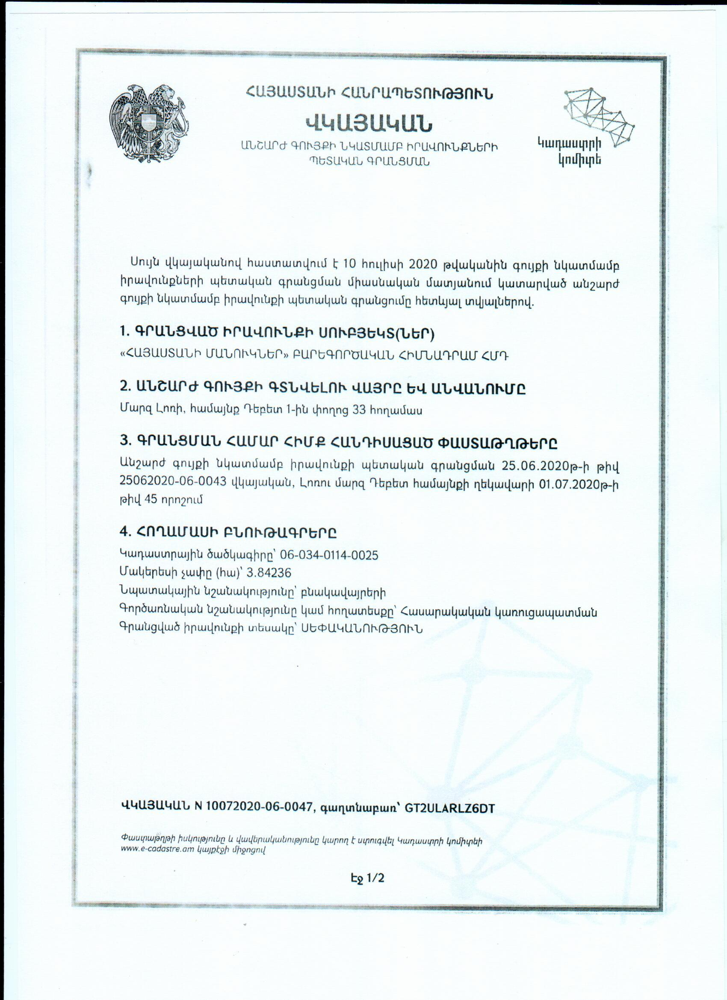 ՀԱՅԱՍՏԱՆԻ ՀԱՆՐԱՊԵՏՈՒԹՅՈՒՆ
ՎԿԱՅԱԿԱՆ
ԱՆՇԱՐԺ ԳՈՒՅՔԻ ՆԿԱՏՄԱՄԲ ԻՐԱՎՈՒՆՔՆԵՐԻ
ՊԵՏԱԿԱՆ ԳՐԱՆՑՄԱՆ
Կադաստրի
կոմիտե
Սույն վկայականով հաստատվում է 10 հուլիսի 2020 թվականին գույքի նկատմամբ
իրավունքների պետական գրանցման միասնական մատյանում կատարված անշարժ
գույքի նկատմամբ իրավունքի պետական գրանցումը հետևյալ տվյալներով.
1. ԳՐԱՆՑՎԱԾ ԻՐԱՎՈՒՆՔԻ ՍՈՒԲՅԵԿՏ(ՆԵՐ)
«ՀԱՅԱՍՏԱՆԻ ՄԱՆՈՒԿՆԵՐ» ԲԱՐԵԳՈՐԾԱԿԱՆ ՀԻՄՆԱԴՐԱՄ ՀՄԴ
2. ԱՆՇԱՐԺ ԳՈՒՅՔԻ ԳՏՆՎԵԼՈՒ ՎԱՅՐԸ ԵՎ ԱՆՎԱՆՈՒՄԸ
Մարզ Լոռի, համայնք Դեբետ 1-ին փողոց 33 հողամաս
3. ԳՐԱՆՑՄԱՆ ՀԱՄԱՐ ՀԻՄՔ ՀԱՆԴԻՍԱՑԱԾ ՓԱՍՏԱԹՂԹԵՐԸ
Անշարժ գույքի նկատմամբ իրավունքի պետական գրանցման 25.06.2020թ-ի թիվ
25062020-06-0043 վկայական, Լոռու մարզ Դեբետ համայնքի ղեկավարի 01.07.2020թ-ի
թիվ 45 որոշում
4. ՀՈՂԱՄԱՍԻ ԲՆՈՒԹԱԳՐԵՐԸ
Կադաստրային ծածկագիրը՝ 06-034-0114-0025
Մակերեսի չափը (հա)՝ 3.84236
Նպատակային նշանակությունը՝ բնակավայրերի
Գործառնական նշանակությունը կամ հողատեսքը՝ Հասարակական կառուցապատման
Գրանցված իրավունքի տեսակը՝ ՍԵՓԱԿԱՆՈՒԹՅՈՒՆ
ՎԿԱՅԱԿԱՆ N 10072020-06-0047, գաղտնաբառ՝ GT2ULARLZ6DT
Փաստաթղթի իսկությունը և վավերականությունը կարող է ստուգվել Կադաստրի կոմիտեի
www.e-cadastre.am կայքէջի միջոցով
Էջ 1/2